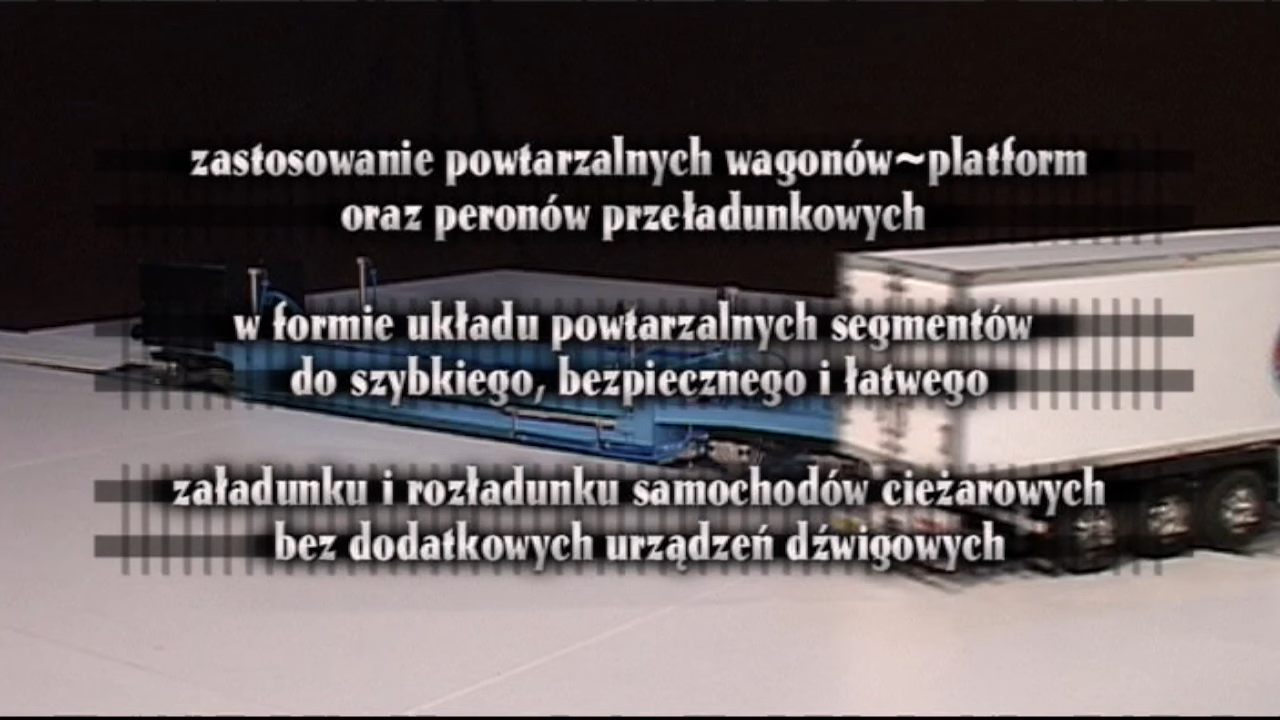 zastosowanie powtarzalnych wagonów~platform
oraz peronów przeładunkowych
w formie układu powtarzalnych segmentów
do szybkiego, bezpiecznego i łatwego
załadunku i rozładunku samochodów cieżarowych
bez dodatkowych urządzeń dźwigowych